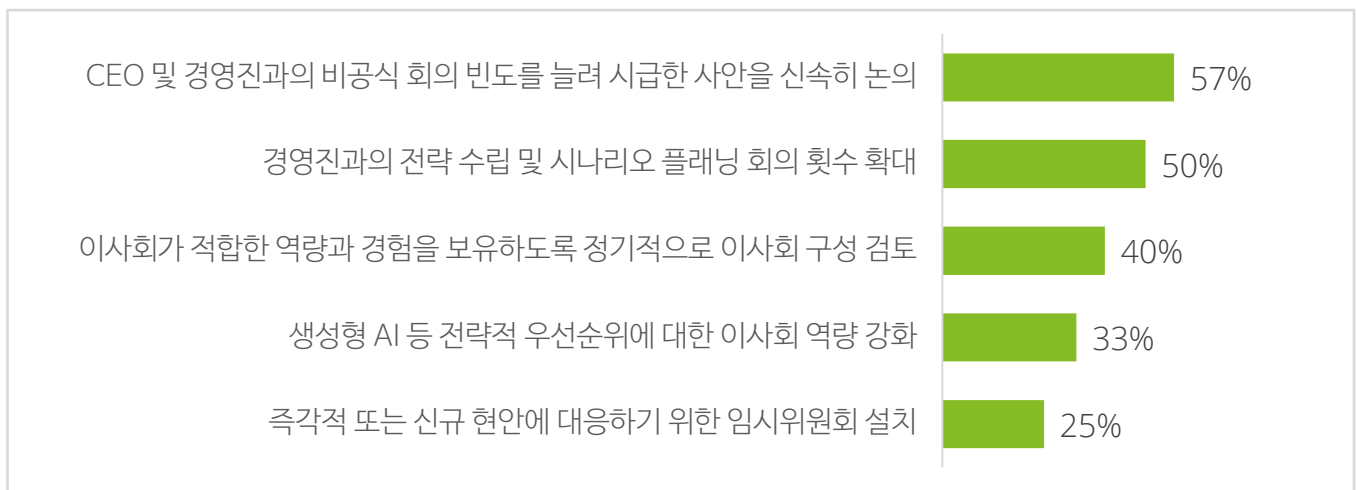 CEO 및 경영진과의 비공식 회의 빈도를 늘려 시급한 사안을 신속히 논의 57%
경영진과의 전략 수립 및 시나리오 플래닝 회의 횟수 확대 50%
이사회가 적합한 역량과 경험을 보유하도록 정기적으로 이사회 구성 검토 40%
생성형 AI 등 전략적 우선순위에 대한 이사회 역량 강화 33%
즉각적 또는 신규 현안에 대응하기 위한 임시위원회 설치 25%